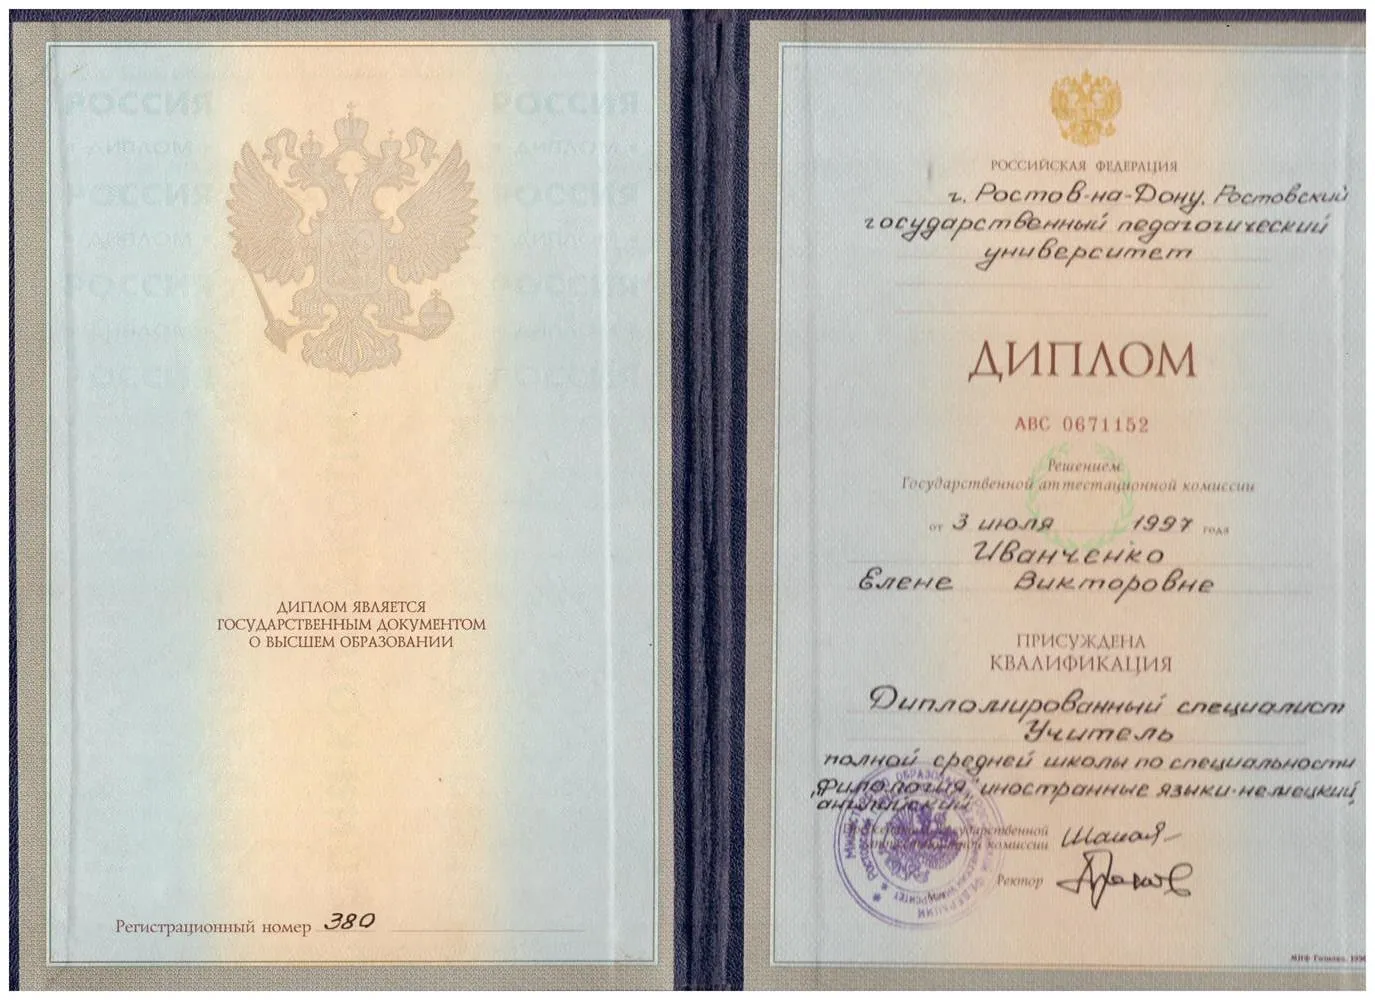 РОССИЯ РОССИЯ
РОССИЯ РОССИЯ
ДИПЛОМ ЯВЛЯЕТСЯ
ГОСУДАРСТВЕННЫМ ДОКУМЕНТОМ
О ВЫСШЕМ ОБРАЗОВАНИИ
Регистрационный номер 380
РОССИЙСКАЯ ФЕДЕРАЦИЯ
г. Ростов-на-Дону. Ростовский
государственный педагогический
университет
ДИПЛОМ
АВС 0671152
Решением
Государственной аттестационной комиссии
от 3 июля 1997 года
Иванченко
Елене Викторовне
ПРИСУЖДЕНА
КВАЛИФИКАЦИЯ
Дипломированный специалист
Учитель
полной средней школы по специальности
"Филология, иностранные языки-немецкий,
английский
государственной
комиссии
Ректор